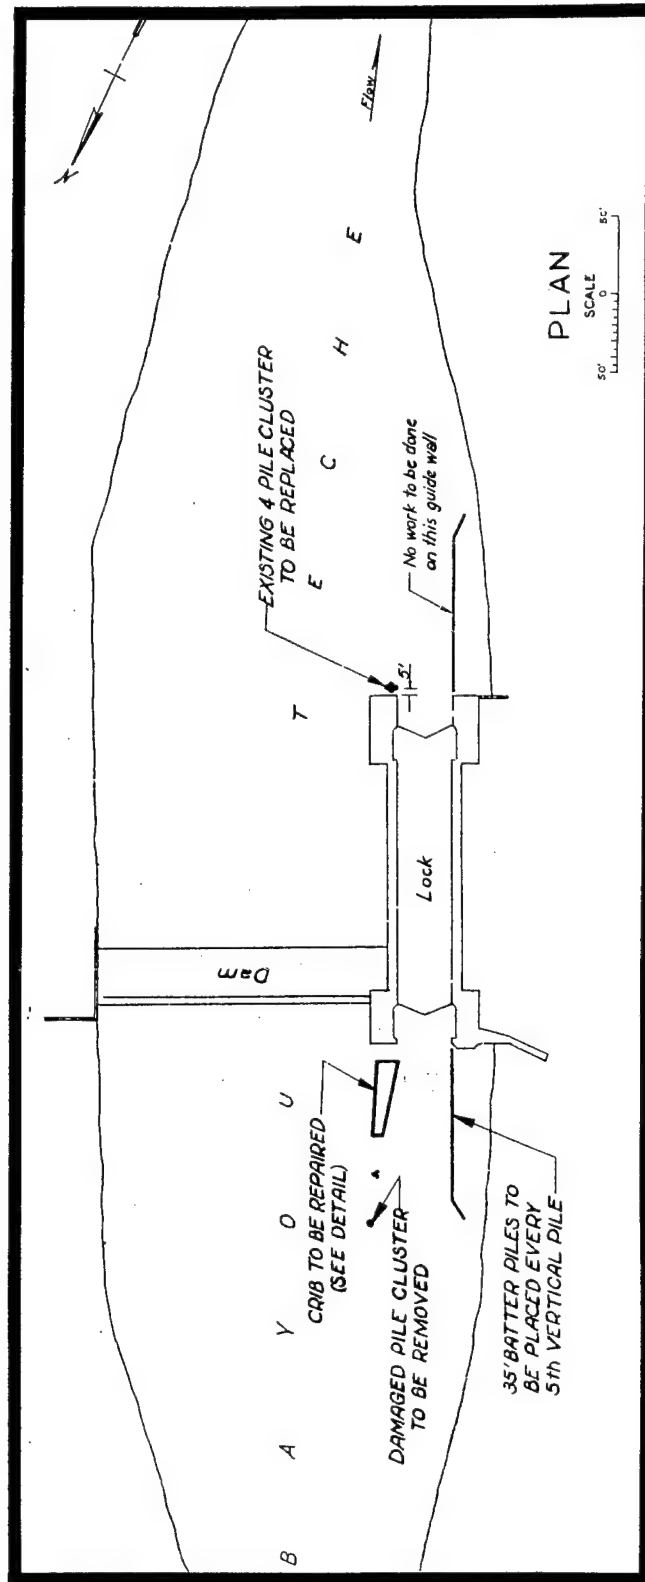 N
Flow
BAYOU TECHE
EXISTING 4 PILE CLUSTER
TO BE REPLACED
5'
No work to be done
on this guide wall
Lock
Dam
CRIB TO BE REPAIRED
(SEE DETAIL)
DAMAGED PILE CLUSTER
TO BE REMOVED
35' BATTER PILES TO
BE PLACED EVERY
5th VERTICAL PILE
PLAN
SCALE
50' 0 50'